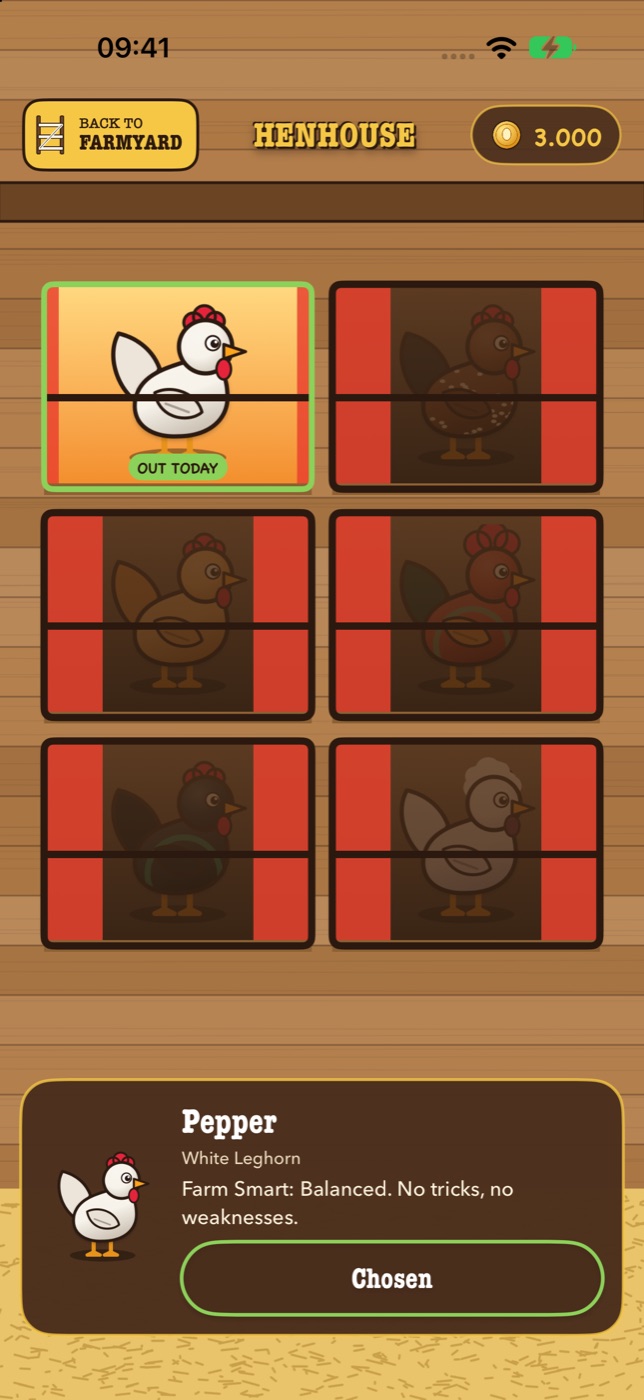 09:41
BACK TO
FARMYARD
HENHOUSE
3.000
OUT TODAY
Pepper
White Leghorn
Farm Smart: Balanced. No tricks, no
weaknesses.
Chosen